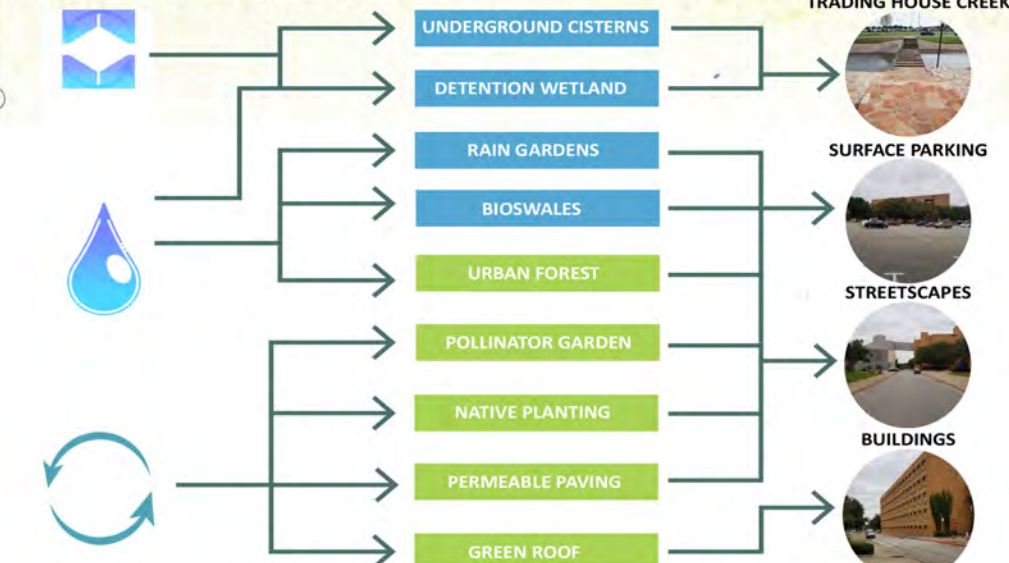 TRADING HOUSE CREEK
UNDERGROUND CISTERNS
DETENTION WETLAND
RAIN GARDENS
SURFACE PARKING
BIOSWALES
URBAN FOREST
STREETSCAPES
POLLINATOR GARDEN
NATIVE PLANTING
BUILDINGS
PERMEABLE PAVING
GREEN ROOF